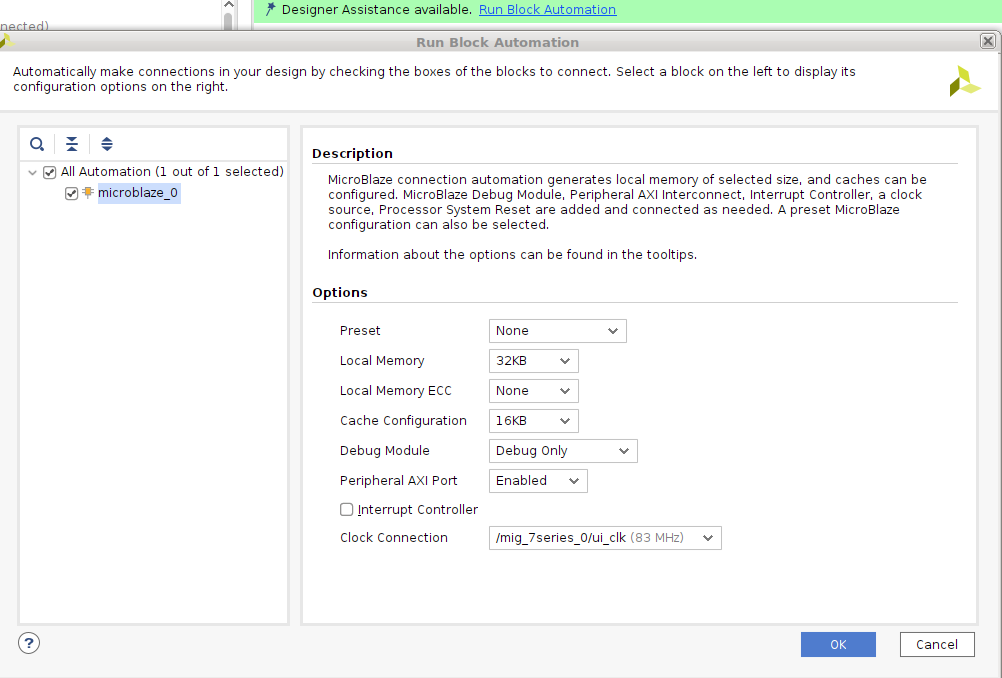 Designer Assistance available. Run Block Automation
nected)
Run Block Automation
Automatically make connections in your design by checking the boxes of the blocks to connect. Select a block on the left to display its
configuration options on the right.
All Automation (1 out of 1 selected)
microblaze_0
Description
MicroBlaze connection automation generates local memory of selected size, and caches can be
configured. MicroBlaze Debug Module, Peripheral AXI Interconnect, Interrupt Controller, a clock
source, Processor System Reset are added and connected as needed. A preset MicroBlaze
configuration can also be selected.
Information about the options can be found in the tooltips.
Options
Preset None
Local Memory 32KB
Local Memory ECC None
Cache Configuration 16KB
Debug Module Debug Only
Peripheral AXI Port Enabled
Interrupt Controller
Clock Connection /mig_7series_0/ui_clk (83 MHz)
?
OK Cancel